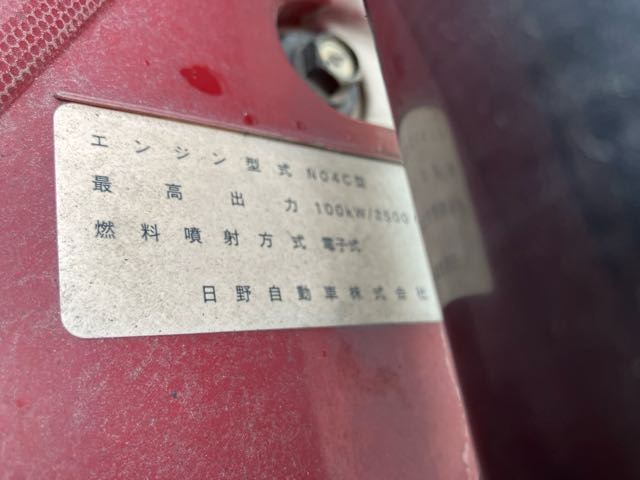 エンジン型式 N04C型
最高出力 100kW/2500
燃料噴射方式 電子式
日野自動車株式会社